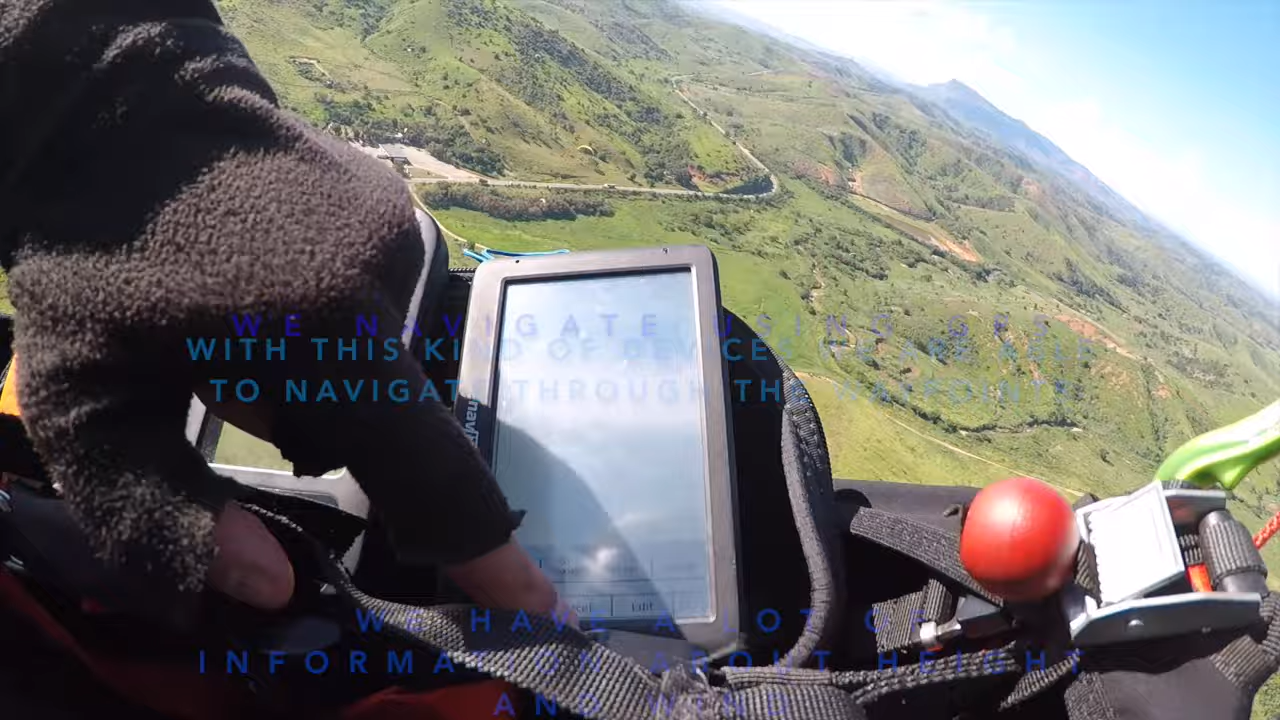 WE NAVIGATE USING GPS
WITH THIS KIND OF DEVICES WE ARE ABLE
TO NAVIGATE THROUGH THE WAYPOINTS
Edit
WE HAVE A LOT OF
INFORMATION ABOUT HEIGHT
AND WIND